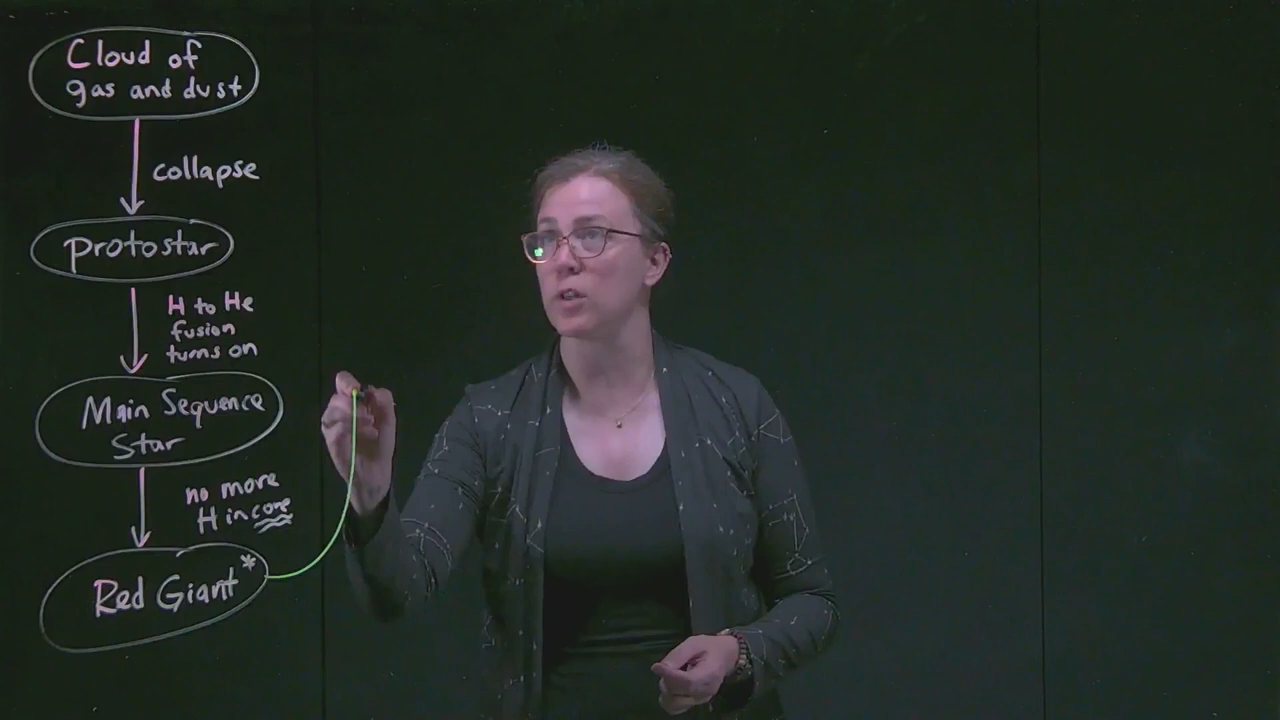 Cloud of
gas and dust
collapse
protostar
H to He
fusion
turns on
Main Sequence
Star
no more
H in core
Red Giant*